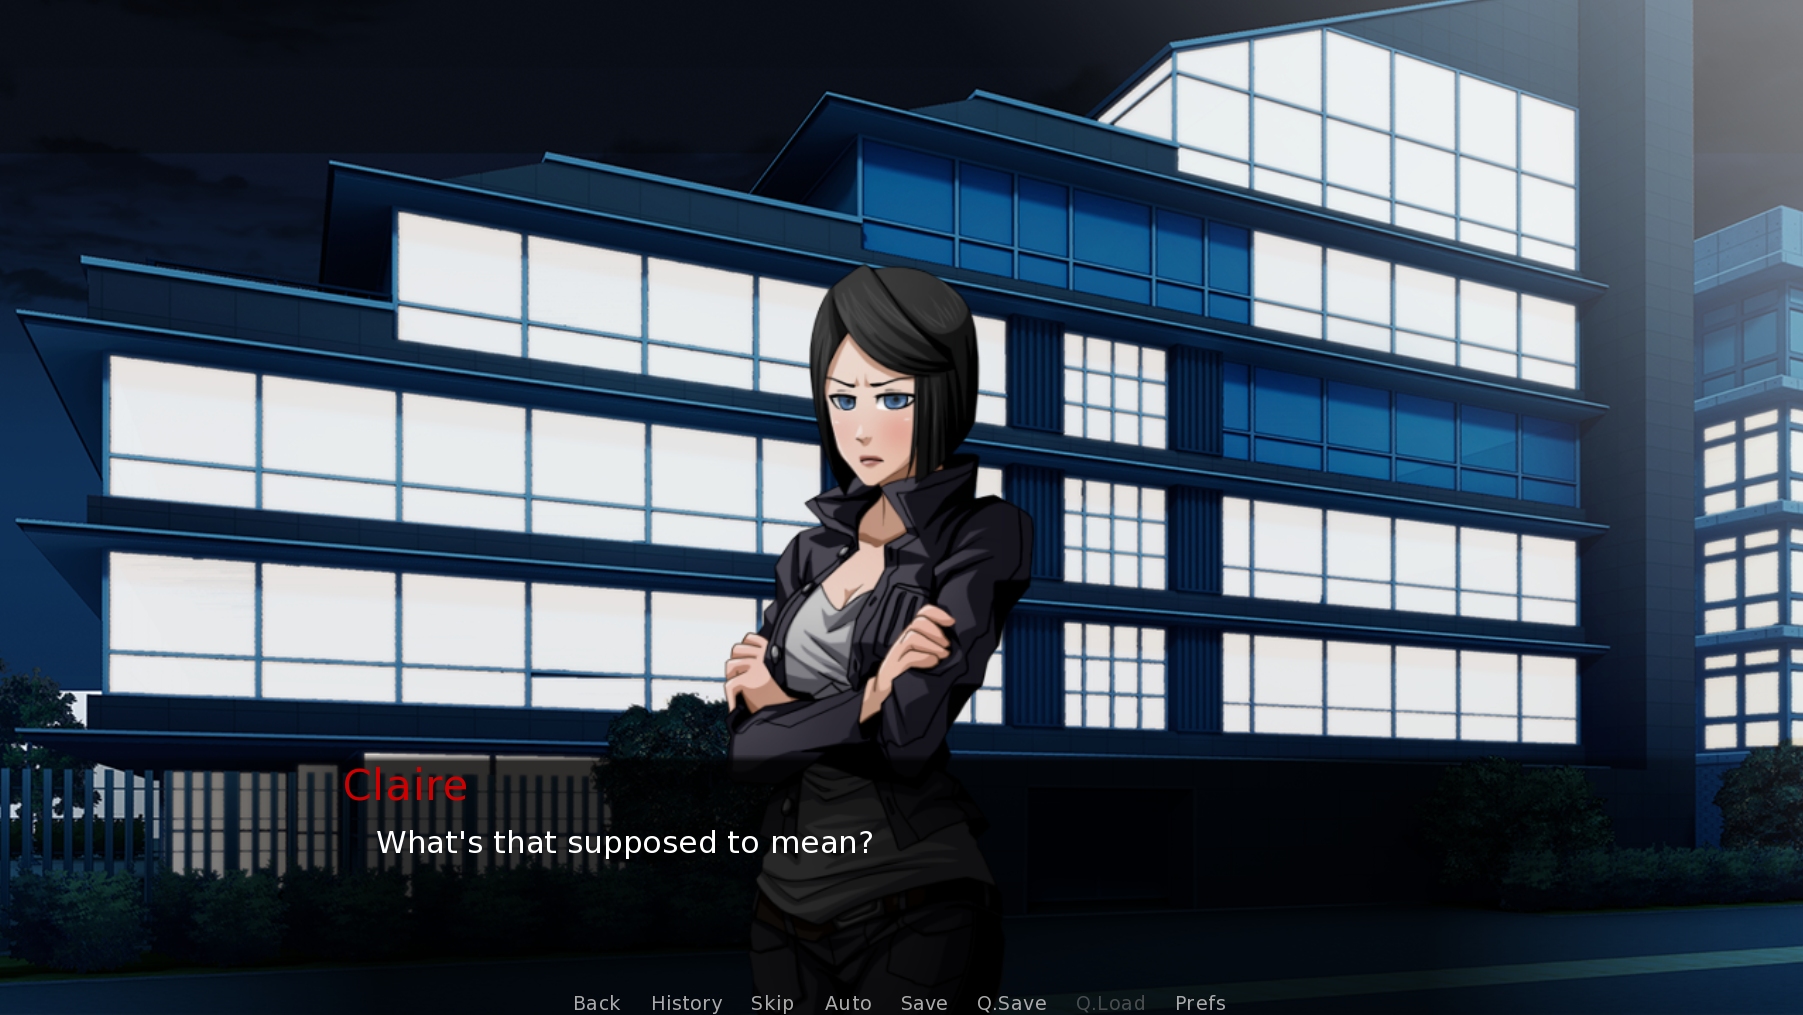 Claire
What's that supposed to mean?
Back History Skip Auto Save Q.Save Q.Load Prefs